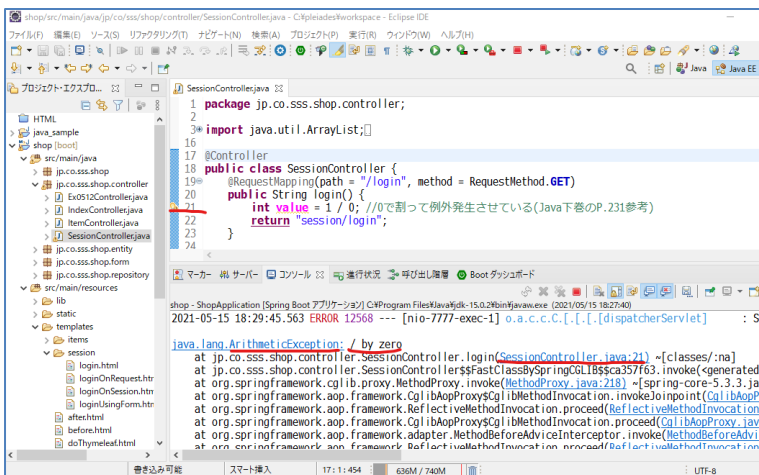 shop/src/main/java/jp/co/sss/shop/controller/SessionController.java - C:¥pleiades¥workspace - Eclipse IDE
ファイル(F) 編集(E) ソース(S) リファクタリング(T) ナビゲート(N) 検索(A) プロジェクト(P) 実行(R) ウィンドウ(W) ヘルプ(H)
Java Java EE
プロジェクト・エクスプロ...
HTML
java_sample
shop [boot]
src/main/java
jp.co.sss.shop
jp.co.sss.shop.controller
Ex0512Controller.java
IndexController.java
ItemController.java
SessionController.java
jp.co.sss.shop.entity
jp.co.sss.shop.form
jp.co.sss.shop.repository
src/main/resources
lib
static
templates
items
session
login.html
loginOnRequest.htr
loginOnSession.htn
loginUsingForm.htr
after.html
before.html
doThymeleaf.html
SessionController.java
1 package jp.co.sss.shop.controller;
2
3 import java.util.ArrayList;
16
17 @Controller
18 public class SessionController {
19 @RequestMapping(path = "/login", method = RequestMethod.GET)
20 public String login() {
21 int value = 1 / 0; //0で割って例外発生させている(Java下巻のP.231参考)
22 return "session/login";
23 }
24
マーカー サーバー コンソール 進行状況 呼び出し階層 Boot ダッシュボード
shop - ShopApplication [Spring Boot アプリケーション] C:¥Program Files¥Java¥jdk-15.0.2¥bin¥javaw.exe (2021/05/15 18:27:40)
2021-05-15 18:29:45.563 ERROR 12568 --- [nio-7777-exec-1] o.a.c.c.C.[.[.[.[dispatcherServlet] : S
java.lang.ArithmeticException: / by zero
at jp.co.sss.shop.controller.SessionController.login(SessionController.java:21) ~[classes/:na]
at jp.co.sss.shop.controller.SessionController$$FastClassBySpringCGLIB$$ca357f63.invoke(<generated
at org.springframework.cglib.proxy.MethodProxy.invoke(MethodProxy.java:218) ~[spring-core-5.3.3.ja
at org.springframework.aop.framework.CglibAopProxy$CglibMethodInvocation.invokeJoinpoint(CglibAopP
at org.springframework.aop.framework.ReflectiveMethodInvocation.proceed(ReflectiveMethodInvocation
at org.springframework.aop.framework.CglibAopProxy$CglibMethodInvocation.proceed(CglibAopProxy.jav
at org.springframework.aop.framework.adapter.MethodBeforeAdviceInterceptor.invoke(MethodBeforeAdvi
at org.springframework.aop.framework.ReflectiveMethodInvocation.proceed(ReflectiveMethodInvocation
書き込み可能 スマート挿入 17:1:454 636M / 740M UTF-8